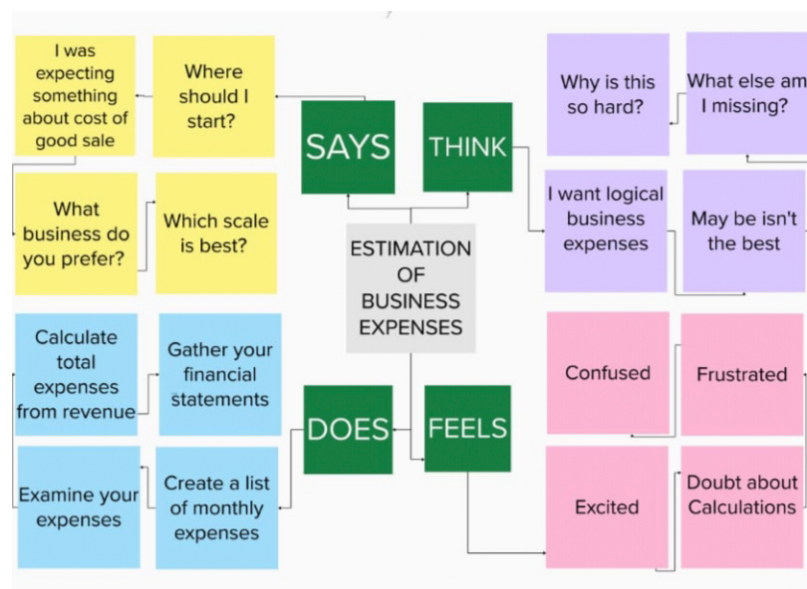 I was
expecting
something
about cost of
good sale
Where
should I
start?
SAYS
THINK
Why is this
so hard?
What else am
I missing?
What
business do
you prefer?
Which scale
is best?
ESTIMATION
OF
BUSINESS
EXPENSES
I want logical
business
expenses
May be isn't
the best
Calculate
total
expenses
from revenue
Gather your
financial
statements
DOES
FEELS
Confused
Frustrated
Examine your
expenses
Create a list
of monthly
expenses
Excited
Doubt about
Calculations